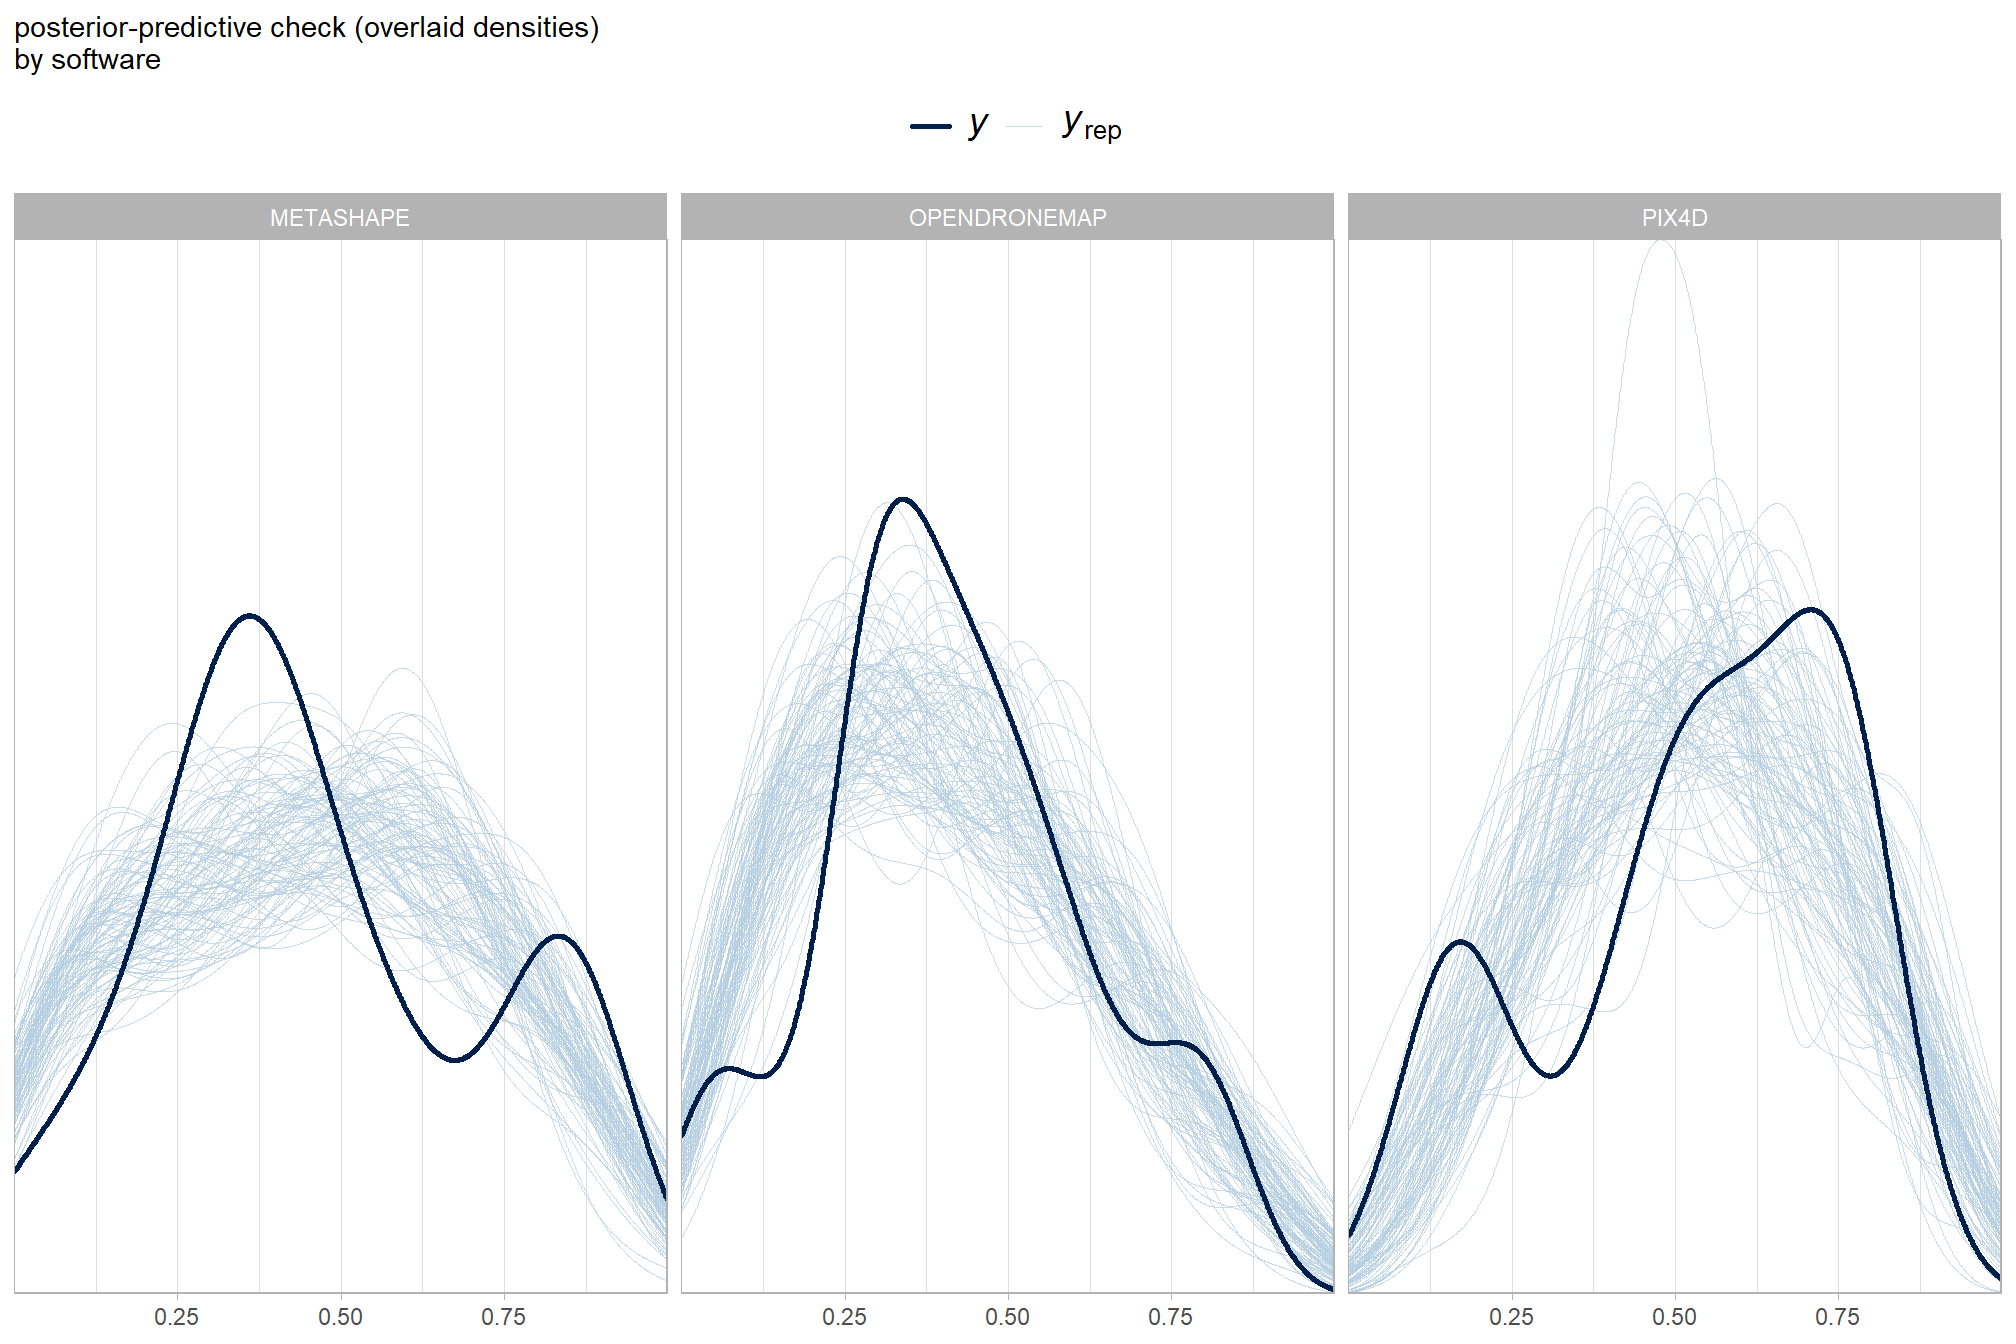 posterior-predictive check (overlaid densities)
by software
y y rep
METASHAPE OPENDRONEMAP PIX4D
0.25 0.50 0.75 0.25 0.50 0.75 0.25 0.50 0.75